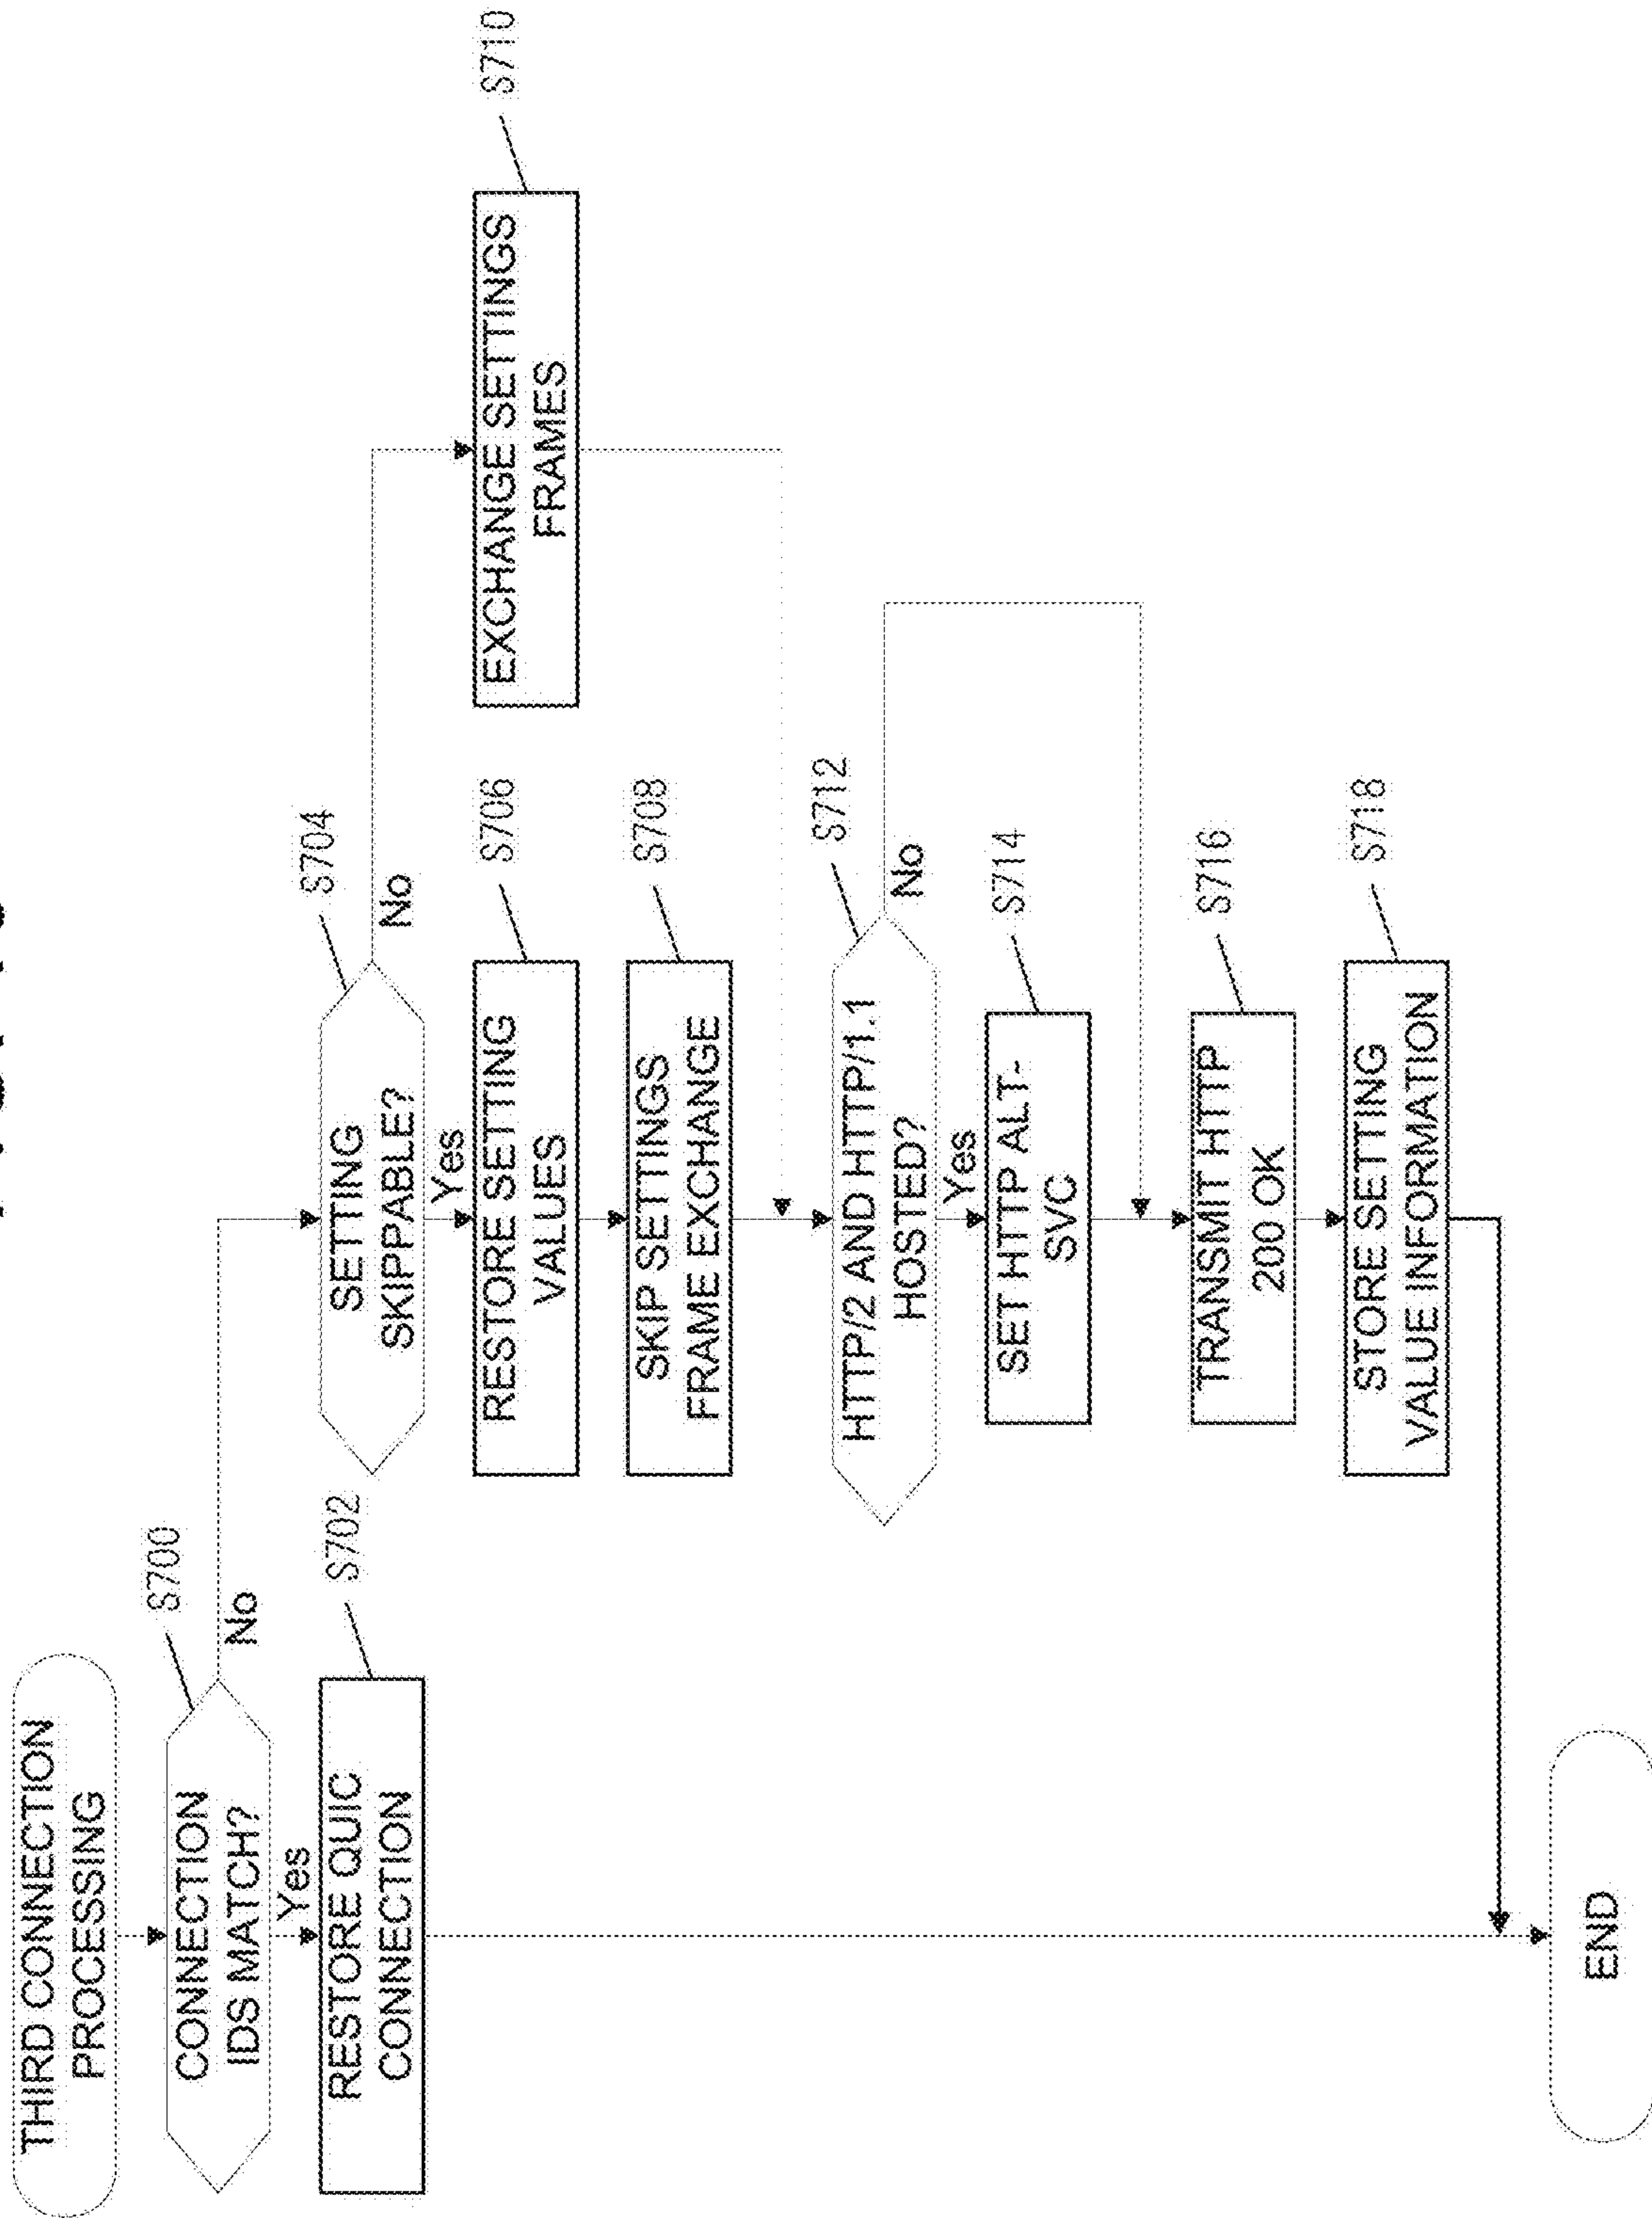 THIRD CONNECTION
PROCESSING
S700
CONNECTION
IDS MATCH?
No
Yes
S702
RESTORE QUIC
CONNECTION
S704
SETTING
SKIPPABLE?
No
Yes
S706
RESTORE SETTING
VALUES
S708
SKIP SETTINGS
FRAME EXCHANGE
S710
EXCHANGE SETTINGS
FRAMES
S712
HTTP/2 AND HTTP/1.1
HOSTED?
No
Yes
S714
SET HTTP ALT-
SVC
S716
TRANSMIT HTTP
200 OK
S718
STORE SETTING
VALUE INFORMATION
END